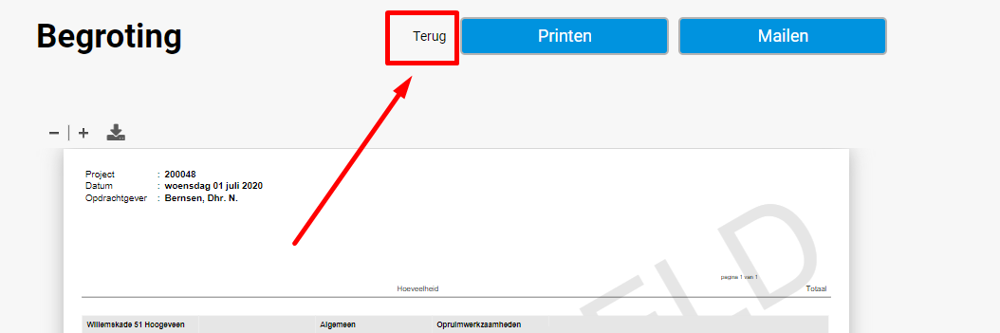 Begroting
Terug
Printen
Mailen
Project : 200048
Datum : woensdag 01 juli 2020
Opdrachtgever : Bernsen, Dhr. N.
pagina 1 van 1
Hoeveelheid Totaal
Willemskade 51 Hoogeveen Algemeen Opruimwerkzaamheden
ELD